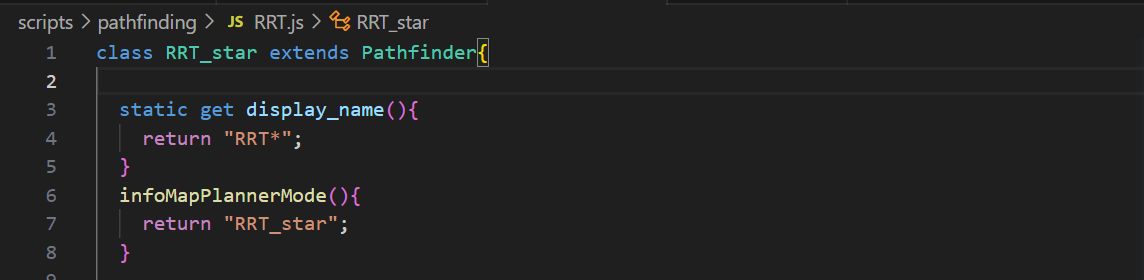 scripts > pathfinding > JS RRT.js > RRT_star
1 class RRT_star extends Pathfinder{
2
3 static get display_name(){
4 return "RRT*";
5 }
6 infoMapPlannerMode(){
7 return "RRT_star";
8 }
9